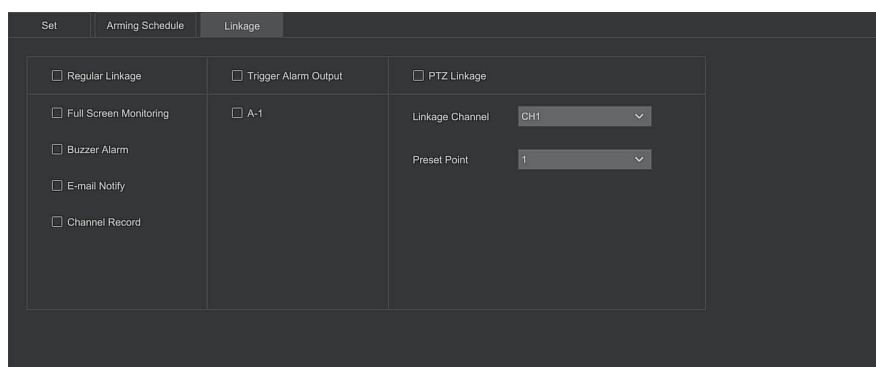 Set Arming Schedule Linkage
Regular Linkage Trigger Alarm Output PTZ Linkage
Full Screen Monitoring A-1 Linkage Channel CH1
Buzzer Alarm
Preset Point 1
E-mail Notify
Channel Record